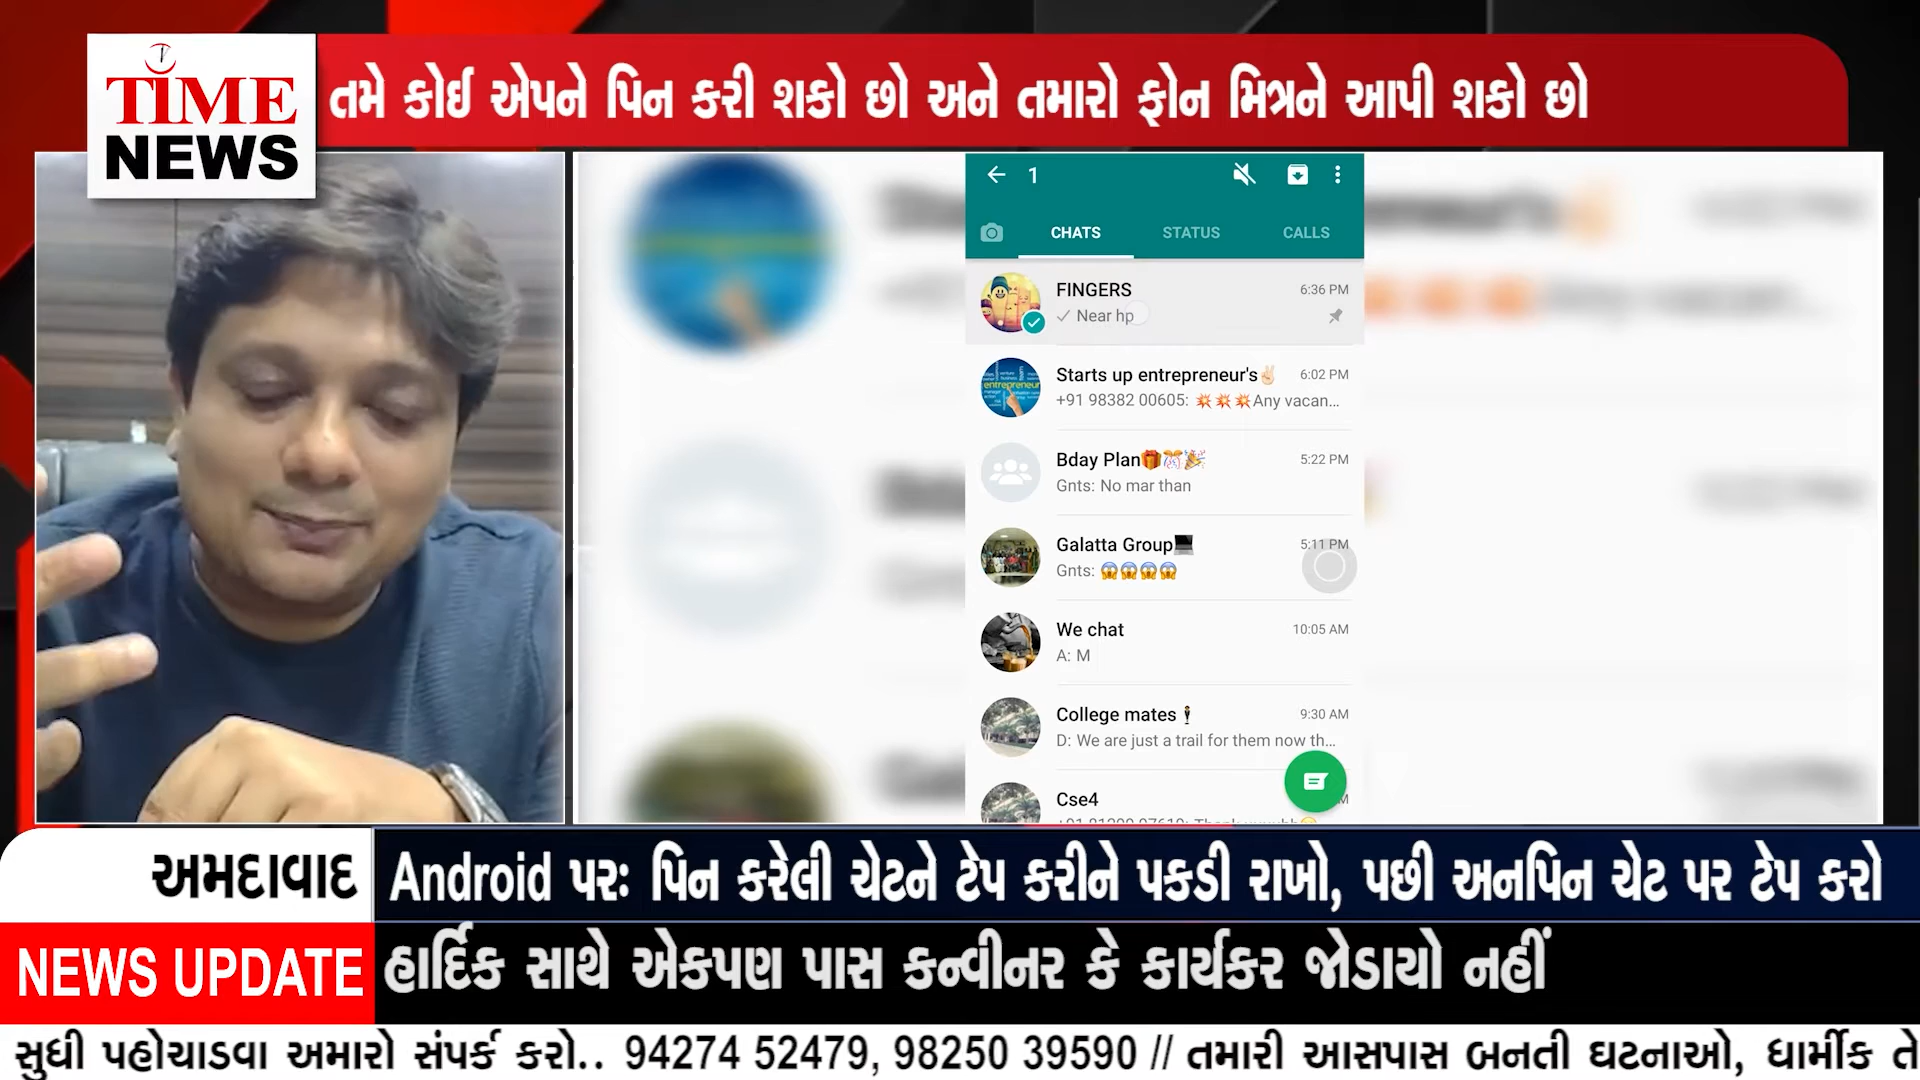 TIME
NEWS
તમે કોઈ એપને પિન કરી શકો છો અને તમારો ફોન મિત્રને આપી શકો છો
1
CHATS STATUS CALLS
FINGERS 6:36 PM
Near hp
Starts up entrepreneur's✌🏻 6:02 PM
+91 98382 00605: 💥💥💥Any vacan...
Bday Plan🎁🎊🎉 5:22 PM
Gnts: No mar than
Galatta Group💻 5:11 PM
Gnts: 😱😱😱😱
We chat 10:05 AM
A: M
College mates🕴 9:30 AM
D: We are just a trail for them now th...
Cse4
અમદાવાદ
Android પર: પિન કરેલી ચેટને ટેપ કરીને પકડી રાખો, પછી અનપિન ચેટ પર ટેપ કરો
NEWS UPDATE
હાર્દિક સાથે એકપણ પાસ કન્વીનર કે કાર્યકર જોડાયો નહીં
સુધી પહોચાડવા અમારો સંપર્ક કરો.. 94274 52479, 98250 39590 // તમારી આસપાસ બનતી ઘટનાઓ, ધાર્મીક તે